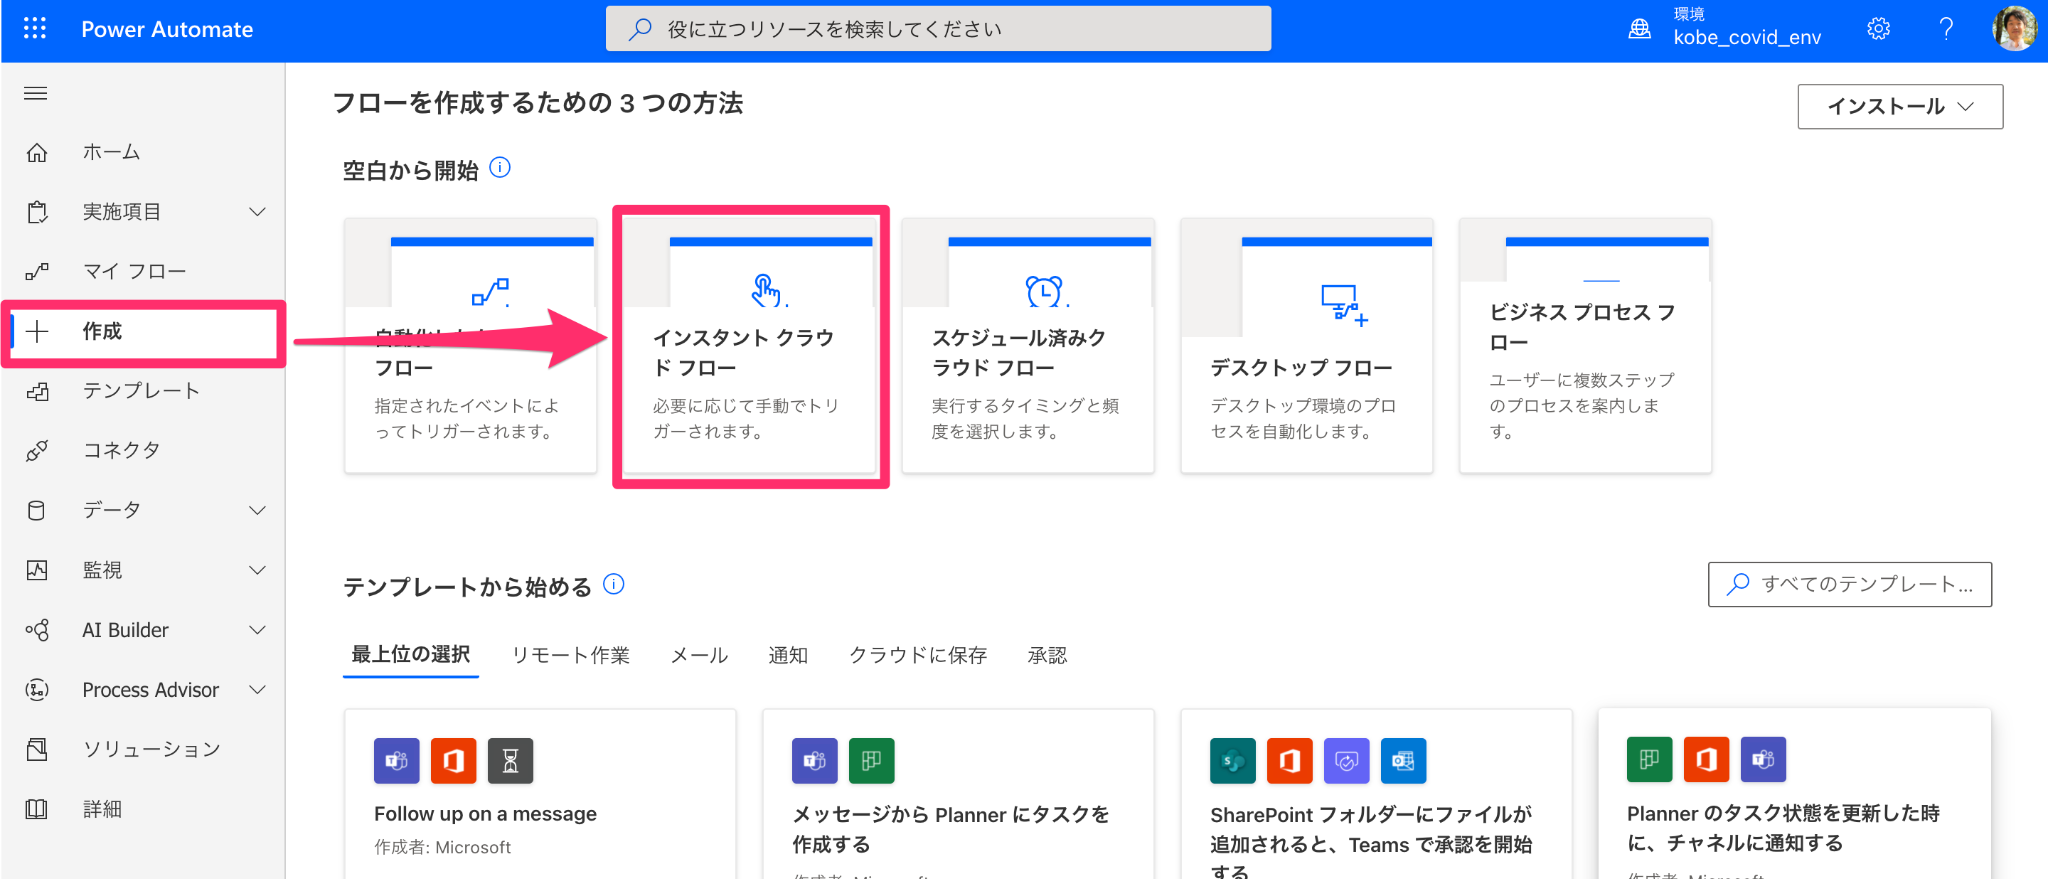 Power Automate
役に立つリソースを検索してください
環境
kobe_covid_env
フローを作成するための 3 つの方法
インストール
ホーム
実施項目
マイ フロー
作成
テンプレート
コネクタ
データ
監視
AI Builder
Process Advisor
ソリューション
詳細
空白から開始
フロー
指定されたイベントによ
ってトリガーされます。
インスタント クラウ
ド フロー
必要に応じて手動でトリ
ガーされます。
スケジュール済みク
ラウド フロー
実行するタイミングと頻
度を選択します。
デスクトップ フロー
デスクトップ環境のプロ
セスを自動化します。
ビジネス プロセス フ
ロー
ユーザーに複数ステップ
のプロセスを案内しま
す。
テンプレートから始める
すべてのテンプレート...
最上位の選択
リモート作業
メール
通知
クラウドに保存
承認
Follow up on a message
作成者: Microsoft
メッセージから Planner にタスクを
作成する
SharePoint フォルダーにファイルが
追加されると、Teams で承認を開始
する
Planner のタスク状態を更新した時
に、チャネルに通知する